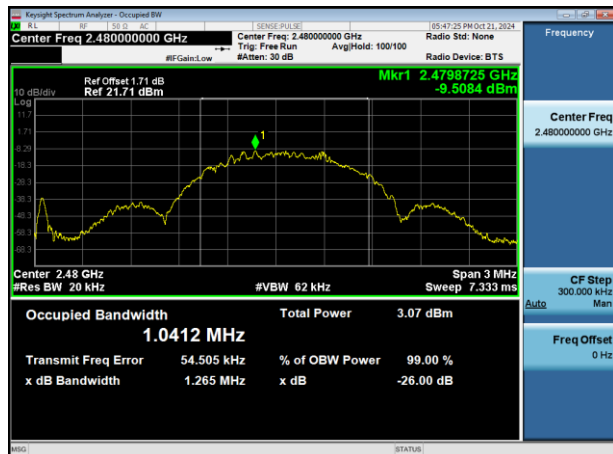 Keysight Spectrum Analyzer - Occupied BW
RL RF 50 Ω AC SENSE:PULSE 05:47:25 PM Oct 21, 2024
Center Freq 2.480000000 GHz
Center Freq: 2.480000000 GHz
Radio Std: None
Trig: Free Run Avg|Hold: 100/100
#IFGain:Low #Atten: 30 dB Radio Device: BTS
Frequency
Ref Offset 1.71 dB
Mkr1 2.4798725 GHz
10 dB/div Ref 21.71 dBm
-9.5084 dBm
Log
11.7
1.71
-8.29
-18.3
-28.3
-38.3
-48.3
-58.3
-68.3
1
Center 2.48 GHz Span 3 MHz
#Res BW 20 kHz #VBW 62 kHz Sweep 7.333 ms
Occupied Bandwidth Total Power 3.07 dBm
1.0412 MHz
Transmit Freq Error 54.505 kHz % of OBW Power 99.00 %
x dB Bandwidth 1.265 MHz x dB -26.00 dB
Center Freq
2.480000000 GHz
CF Step
300.000 kHz
Auto Man
Freq Offset
0 Hz
MSG STATUS